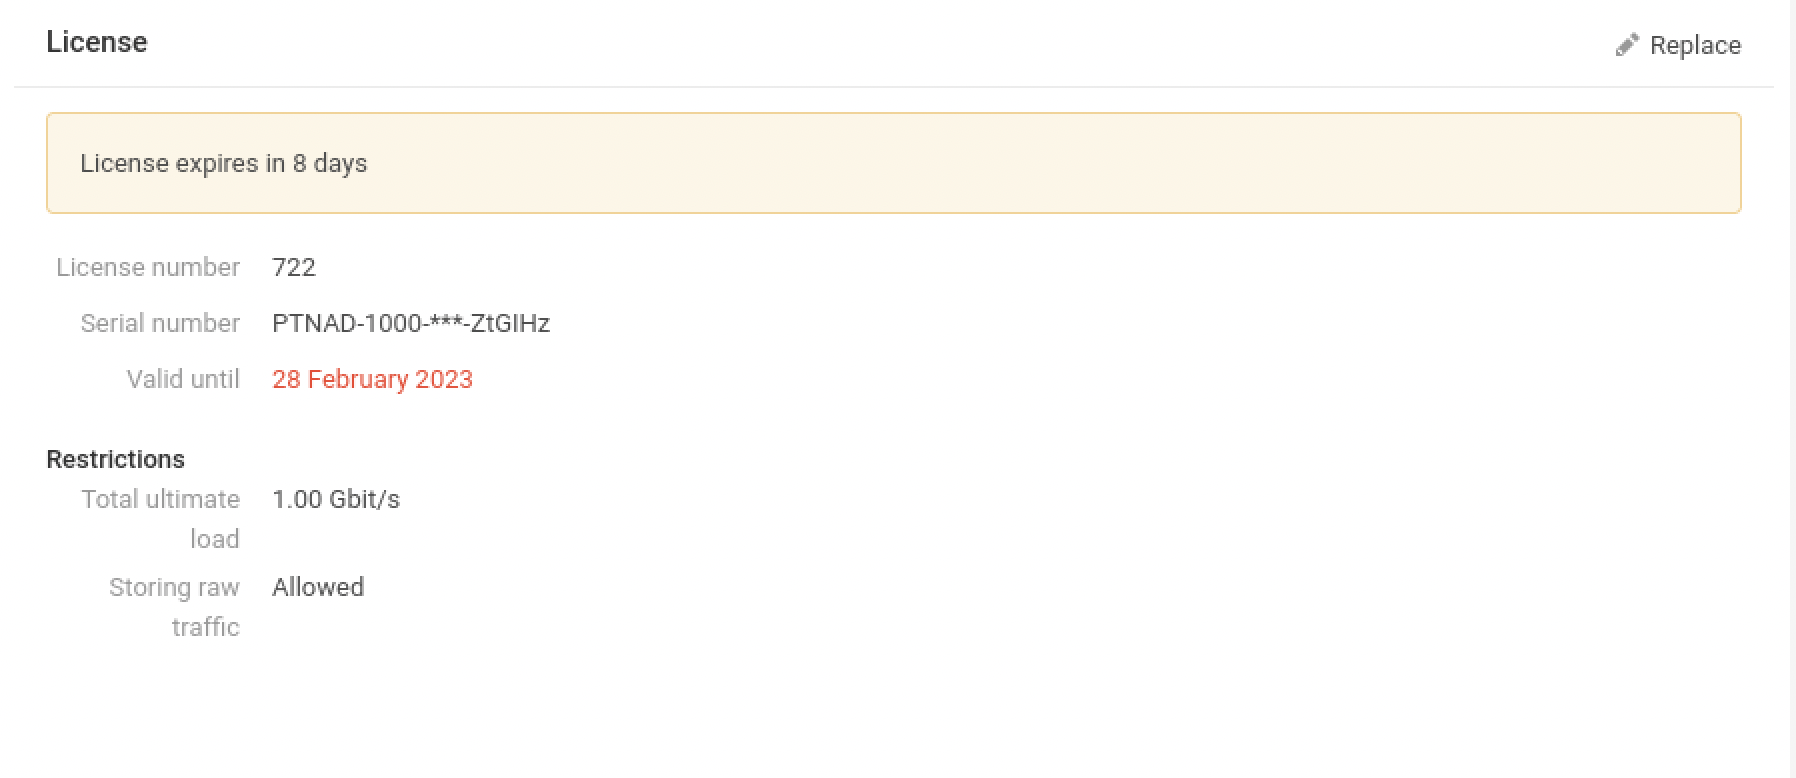 License
Replace
License expires in 8 days
License number 722
Serial number PTNAD-1000-***-ZtGIHz
Valid until 28 February 2023
Restrictions
Total ultimate 1.00 Gbit/s
load
Storing raw Allowed
traffic